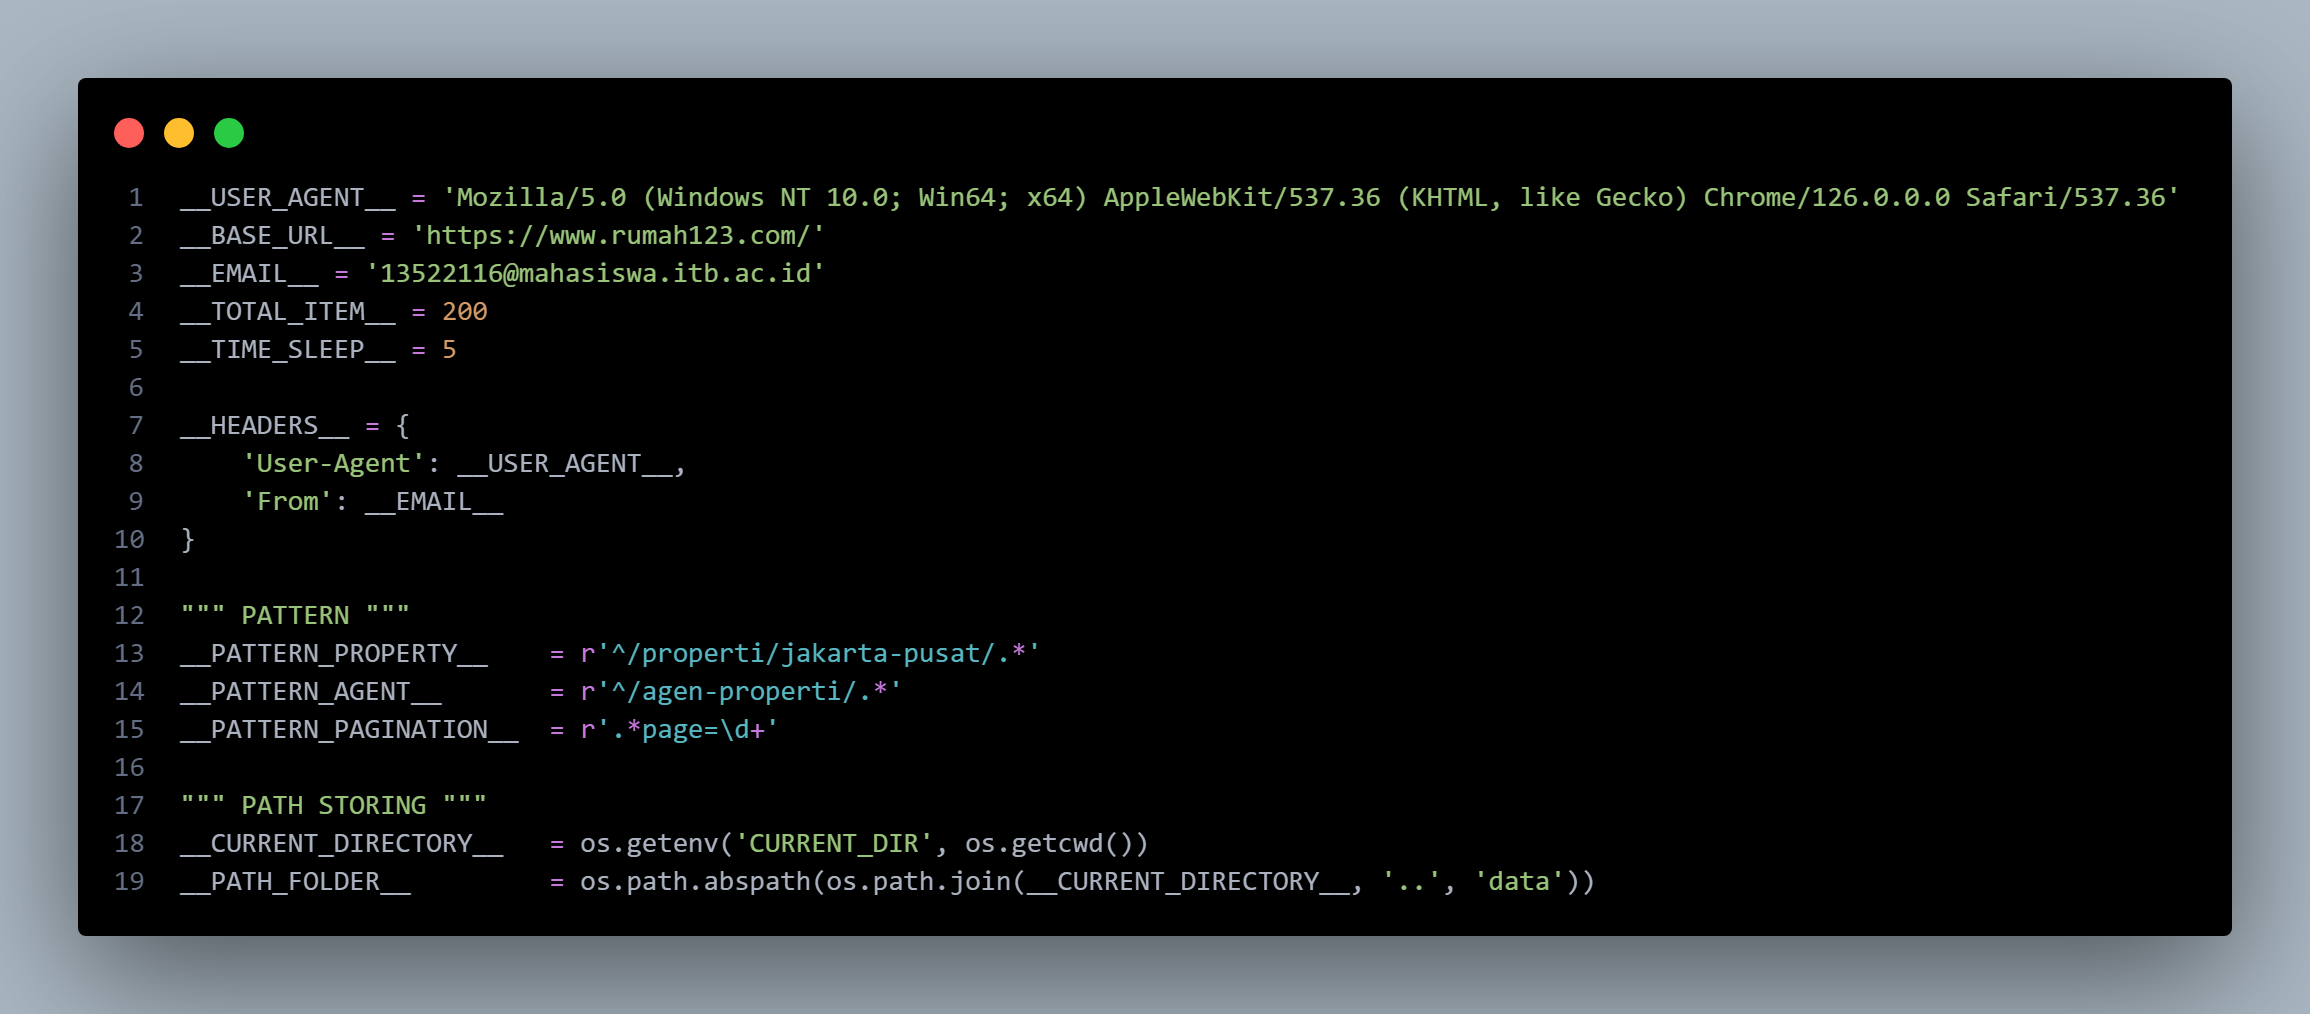 1 __USER_AGENT__ = 'Mozilla/5.0 (Windows NT 10.0; Win64; x64) AppleWebKit/537.36 (KHTML, like Gecko) Chrome/126.0.0.0 Safari/537.36'
2 __BASE_URL__ = 'https://www.rumah123.com/'
3 __EMAIL__ = '13522116@mahasiswa.itb.ac.id'
4 __TOTAL_ITEM__ = 200
5 __TIME_SLEEP__ = 5
6
7 __HEADERS__ = {
8     'User-Agent': __USER_AGENT__,
9     'From': __EMAIL__
10 }
11
12 """ PATTERN """
13 __PATTERN_PROPERTY__    = r'^/properti/jakarta-pusat/.*'
14 __PATTERN_AGENT__       = r'^/agen-properti/.*'
15 __PATTERN_PAGINATION__  = r'.*page=\d+'
16
17 """ PATH STORING """
18 __CURRENT_DIRECTORY__   = os.getenv('CURRENT_DIR', os.getcwd())
19 __PATH_FOLDER__         = os.path.abspath(os.path.join(__CURRENT_DIRECTORY__, '..', 'data'))